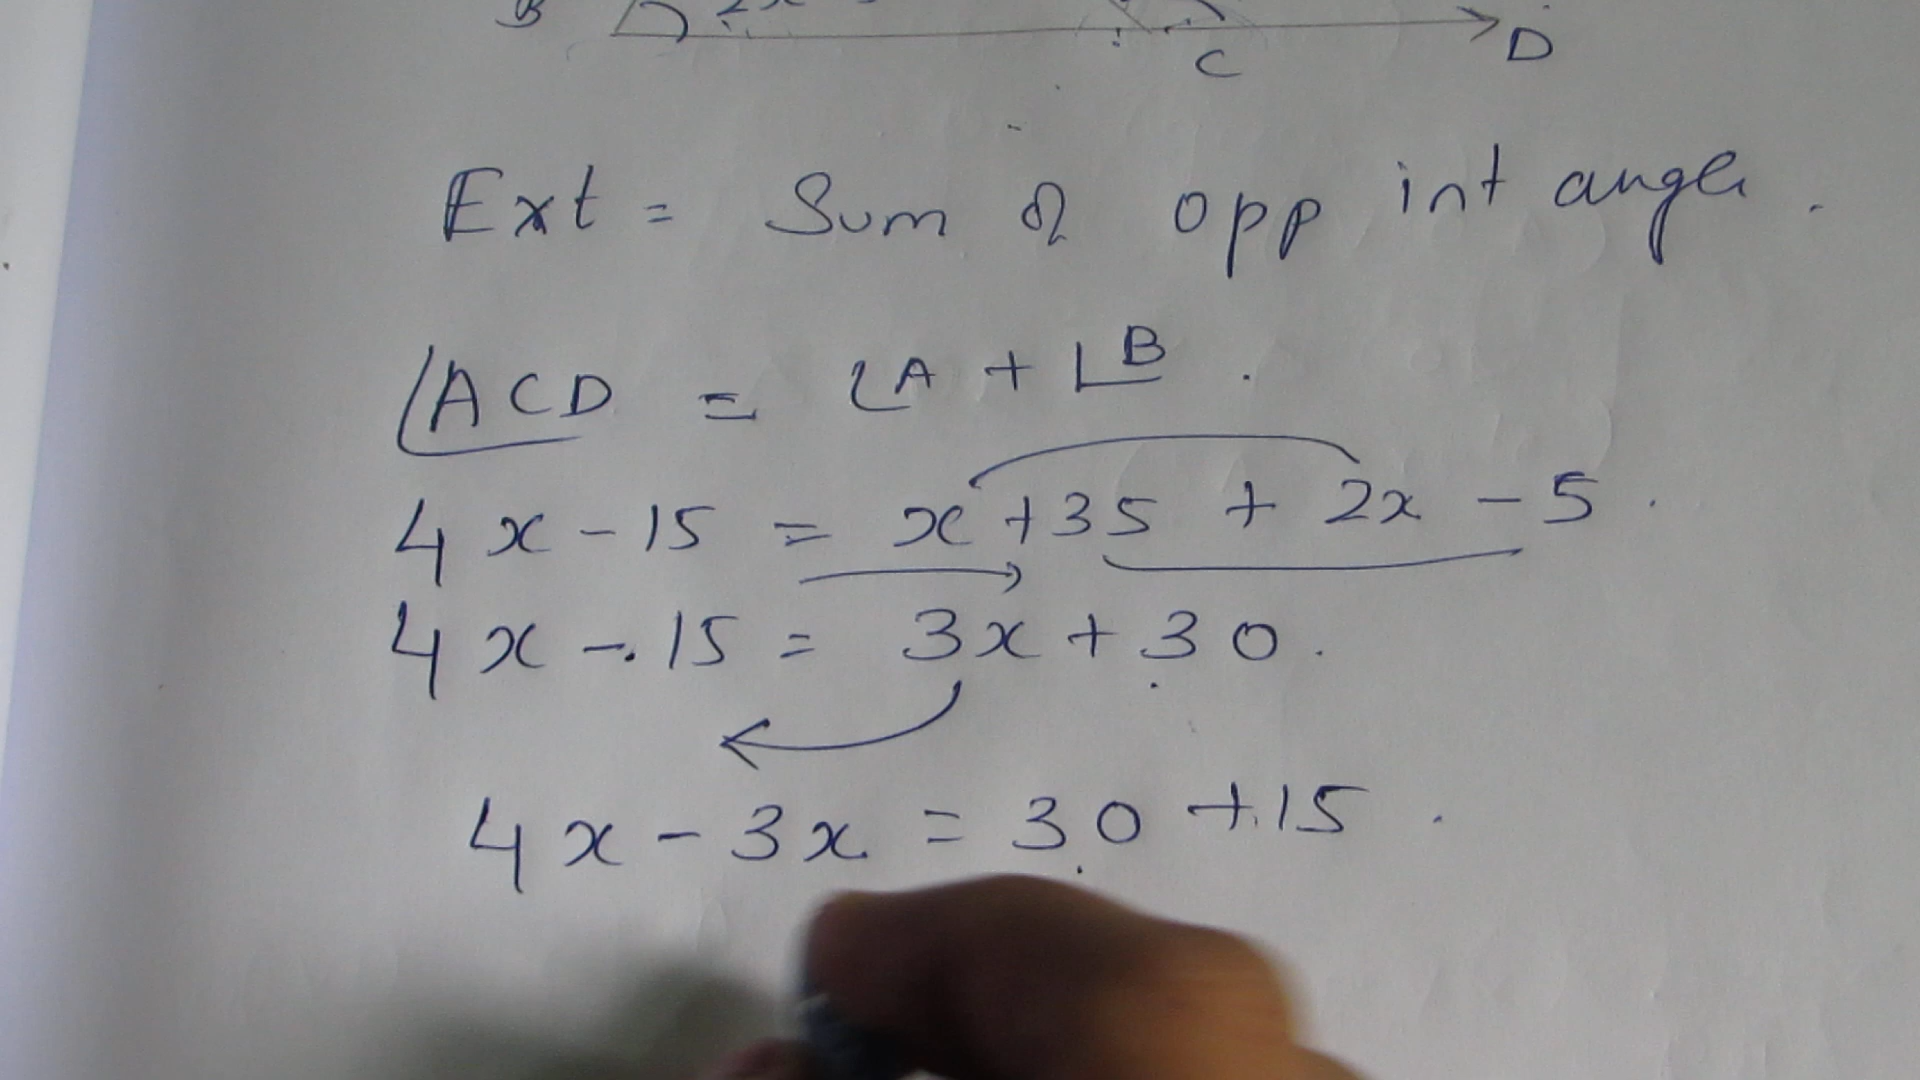 B 2x C D
Ext = Sum of opp int angle.
∠ACD = ∠A + ∠B.
4x - 15 = x + 35 + 2x - 5.
4x - 15 = 3x + 30.
4x - 3x = 30 + 15.